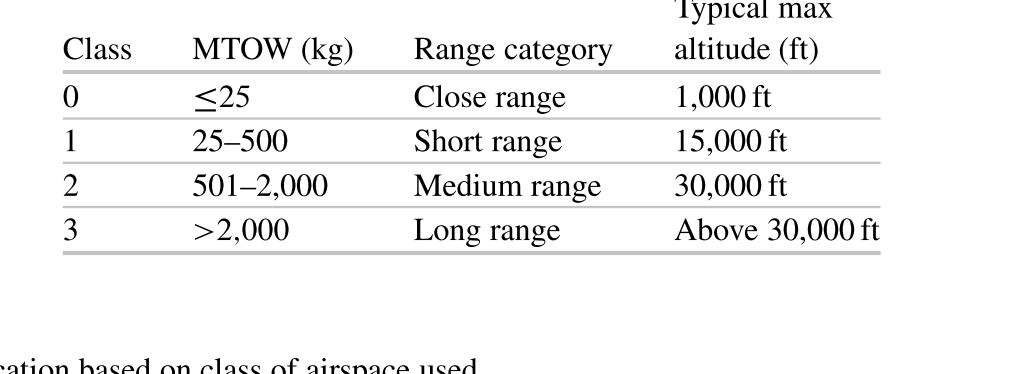 Typical max
Class MTOW (kg) Range category altitude (ft)
0 ≤25 Close range 1,000 ft
1 25–500 Short range 15,000 ft
2 501–2,000 Medium range 30,000 ft
3 >2,000 Long range Above 30,000 ft
cation based on class of airspace used